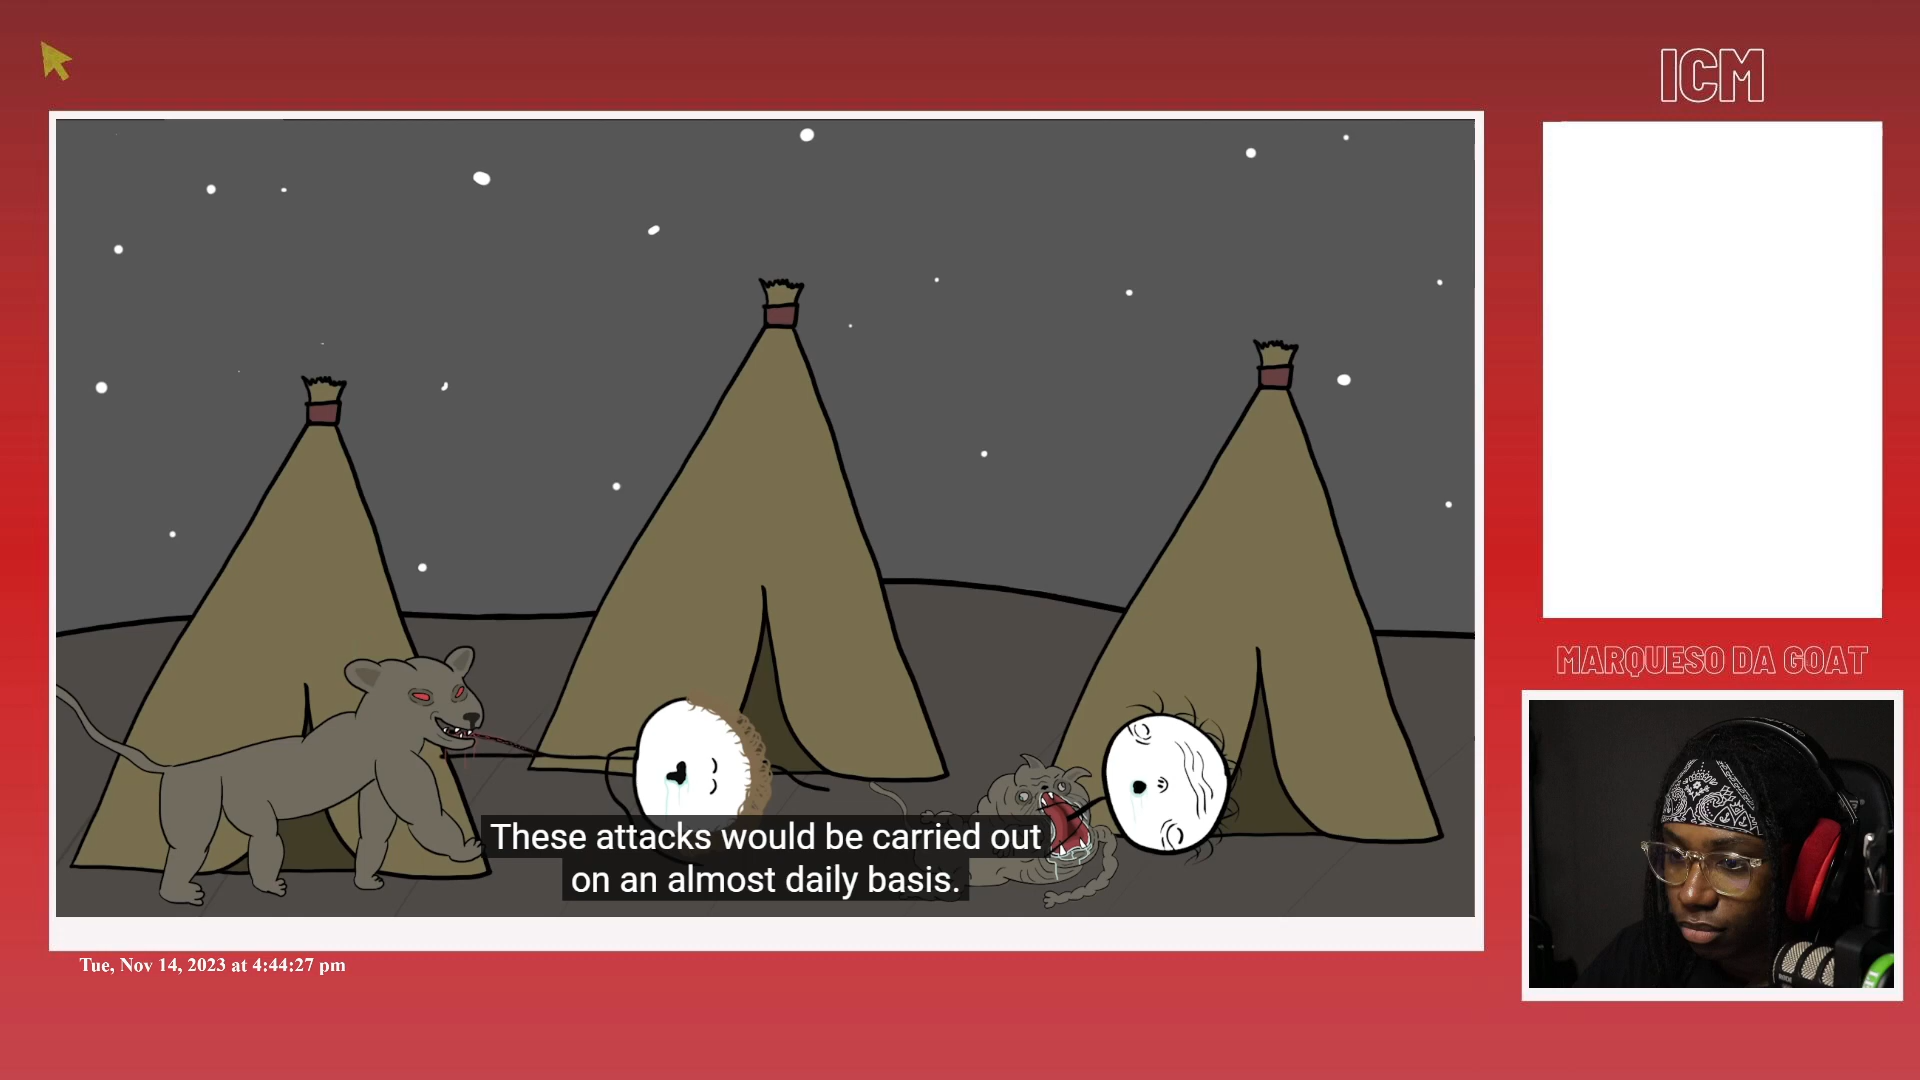 ICM
These attacks would be carried out
on an almost daily basis.
MARQUESO DA GOAT
Tue, Nov 14, 2023 at 4:44:27 pm